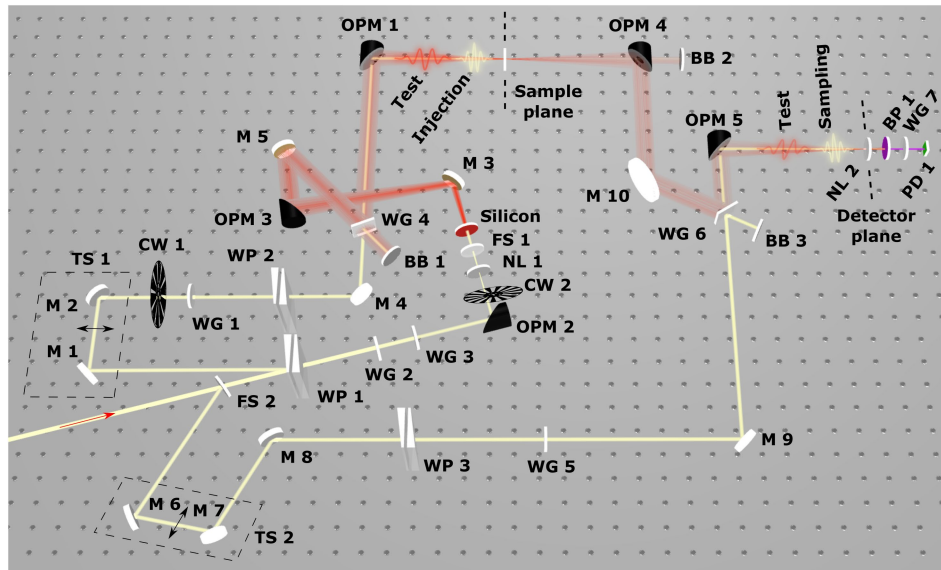 OPM 1
OPM 4
BB 2
Test
Injection
Sample
plane
OPM 5
Test
Sampling
BP 1
WG 7
M 5
M 3
NL 2
PD 1
Detector
plane
M 10
OPM 3
WG 4
Silicon
WG 6
BB 3
FS 1
BB 1
NL 1
CW 1
WP 2
TS 1
CW 2
M 2
M 4
WG 1
OPM 2
M 1
WG 3
WG 2
WP 1
FS 2
M 8
WP 3
WG 5
M 9
M 6
M 7
TS 2